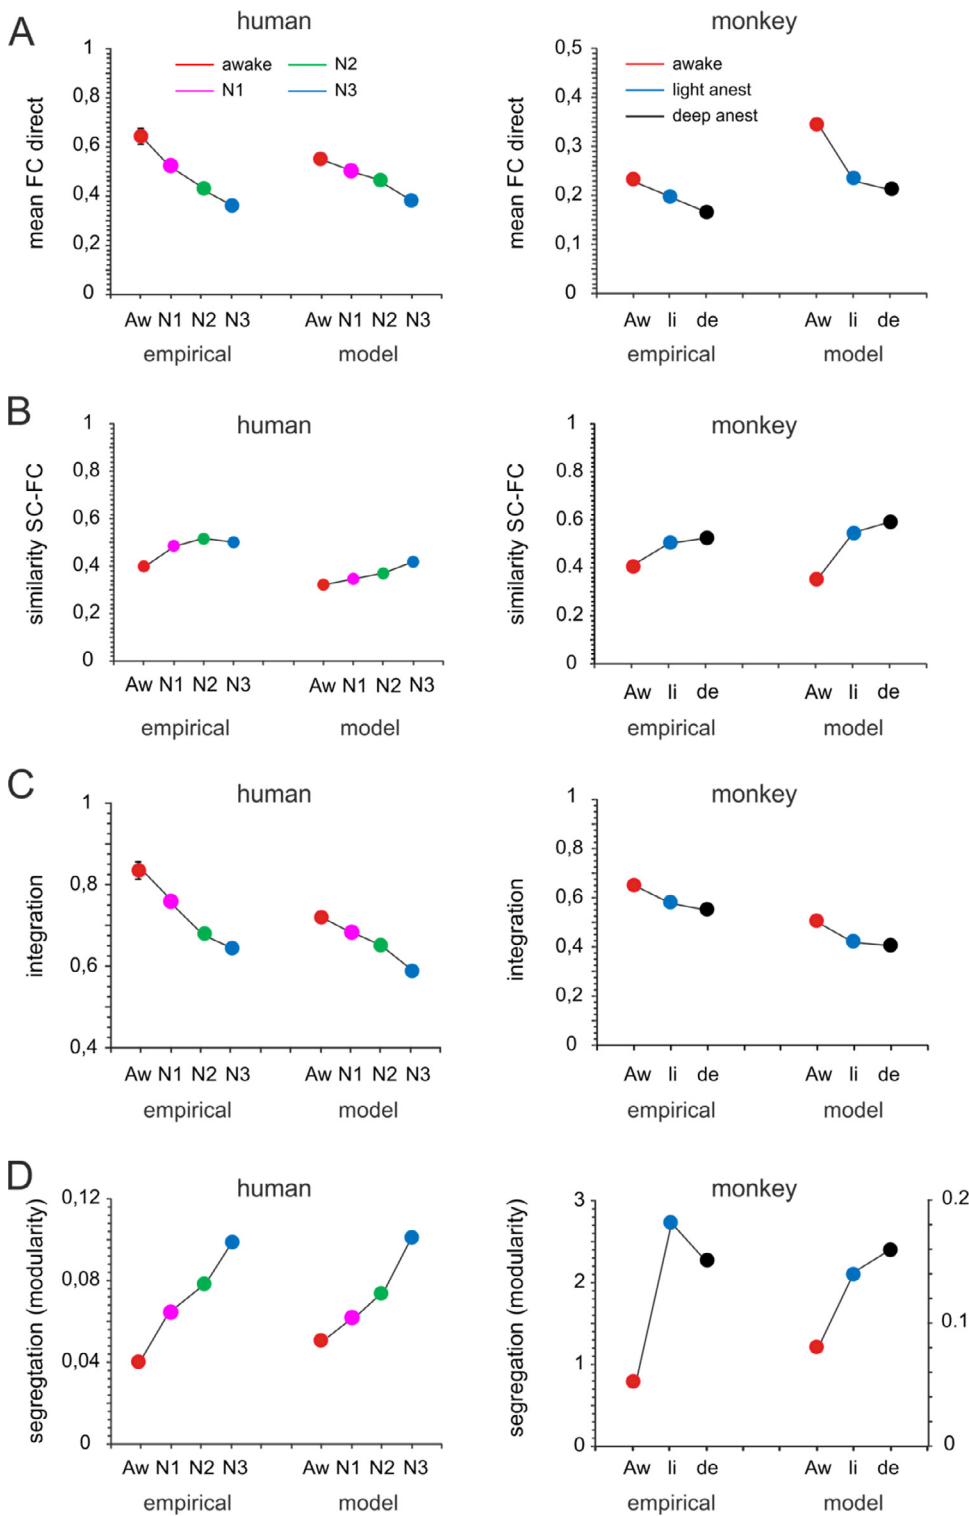 A
human
monkey
mean FC direct
1
0,8
0,6
0,4
0,2
0
awake
N1
N2
N3
Aw N1 N2 N3
empirical
Aw N1 N2 N3
model
mean FC direct
0,5
0,4
0,3
0,2
0,1
0
awake
light anest
deep anest
Aw li de
empirical
Aw li de
model
B
human
monkey
similarity SC-FC
1
0,8
0,6
0,4
0,2
0
Aw N1 N2 N3
empirical
Aw N1 N2 N3
model
similarity SC-FC
1
0.8
0.6
0.4
0.2
0
Aw li de
empirical
Aw li de
model
C
human
monkey
integration
1
0,8
0,6
0,4
Aw N1 N2 N3
empirical
Aw N1 N2 N3
model
integration
1
0,8
0,6
0,4
0,2
0
Aw li de
empirical
Aw li de
model
D
human
monkey
segregtation (modularity)
0,12
0,08
0,04
0
Aw N1 N2 N3
empirical
Aw N1 N2 N3
model
segregation (modularity)
3
2
1
0
0.2
0.1
0
Aw li de
empirical
Aw li de
model